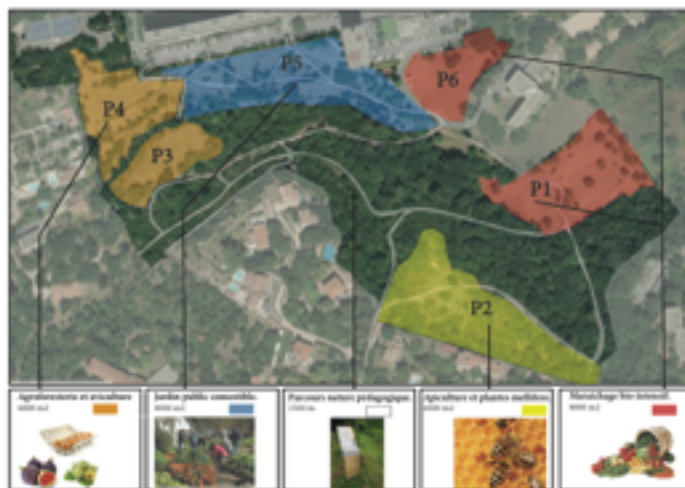 P5
P6
P4
P3
P1
P2
Agroforesterie et aviculture
Jardin public comestible.
Parcours nature pédagogique.
Apiculture et plantes mellifères.
Maraîchage bio-intensif.